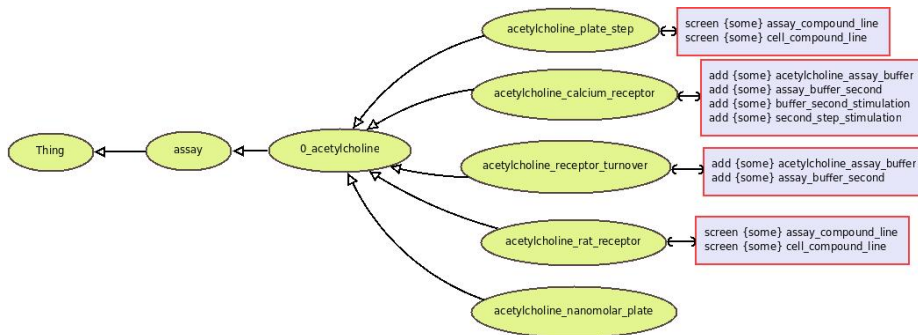 acetylcholine_plate_step
screen {some} assay_compound_line
screen {some} cell_compound_line
acetylcholine_calcium_receptor
add {some} acetylcholine_assay_buffer
add {some} assay_buffer_second
add {some} buffer_second_stimulation
add {some} second_step_stimulation
Thing
assay
0_acetylcholine
acetylcholine_receptor_turnover
add {some} acetylcholine_assay_buffer
add {some} assay_buffer_second
acetylcholine_rat_receptor
screen {some} assay_compound_line
screen {some} cell_compound_line
acetylcholine_nanomolar_plate